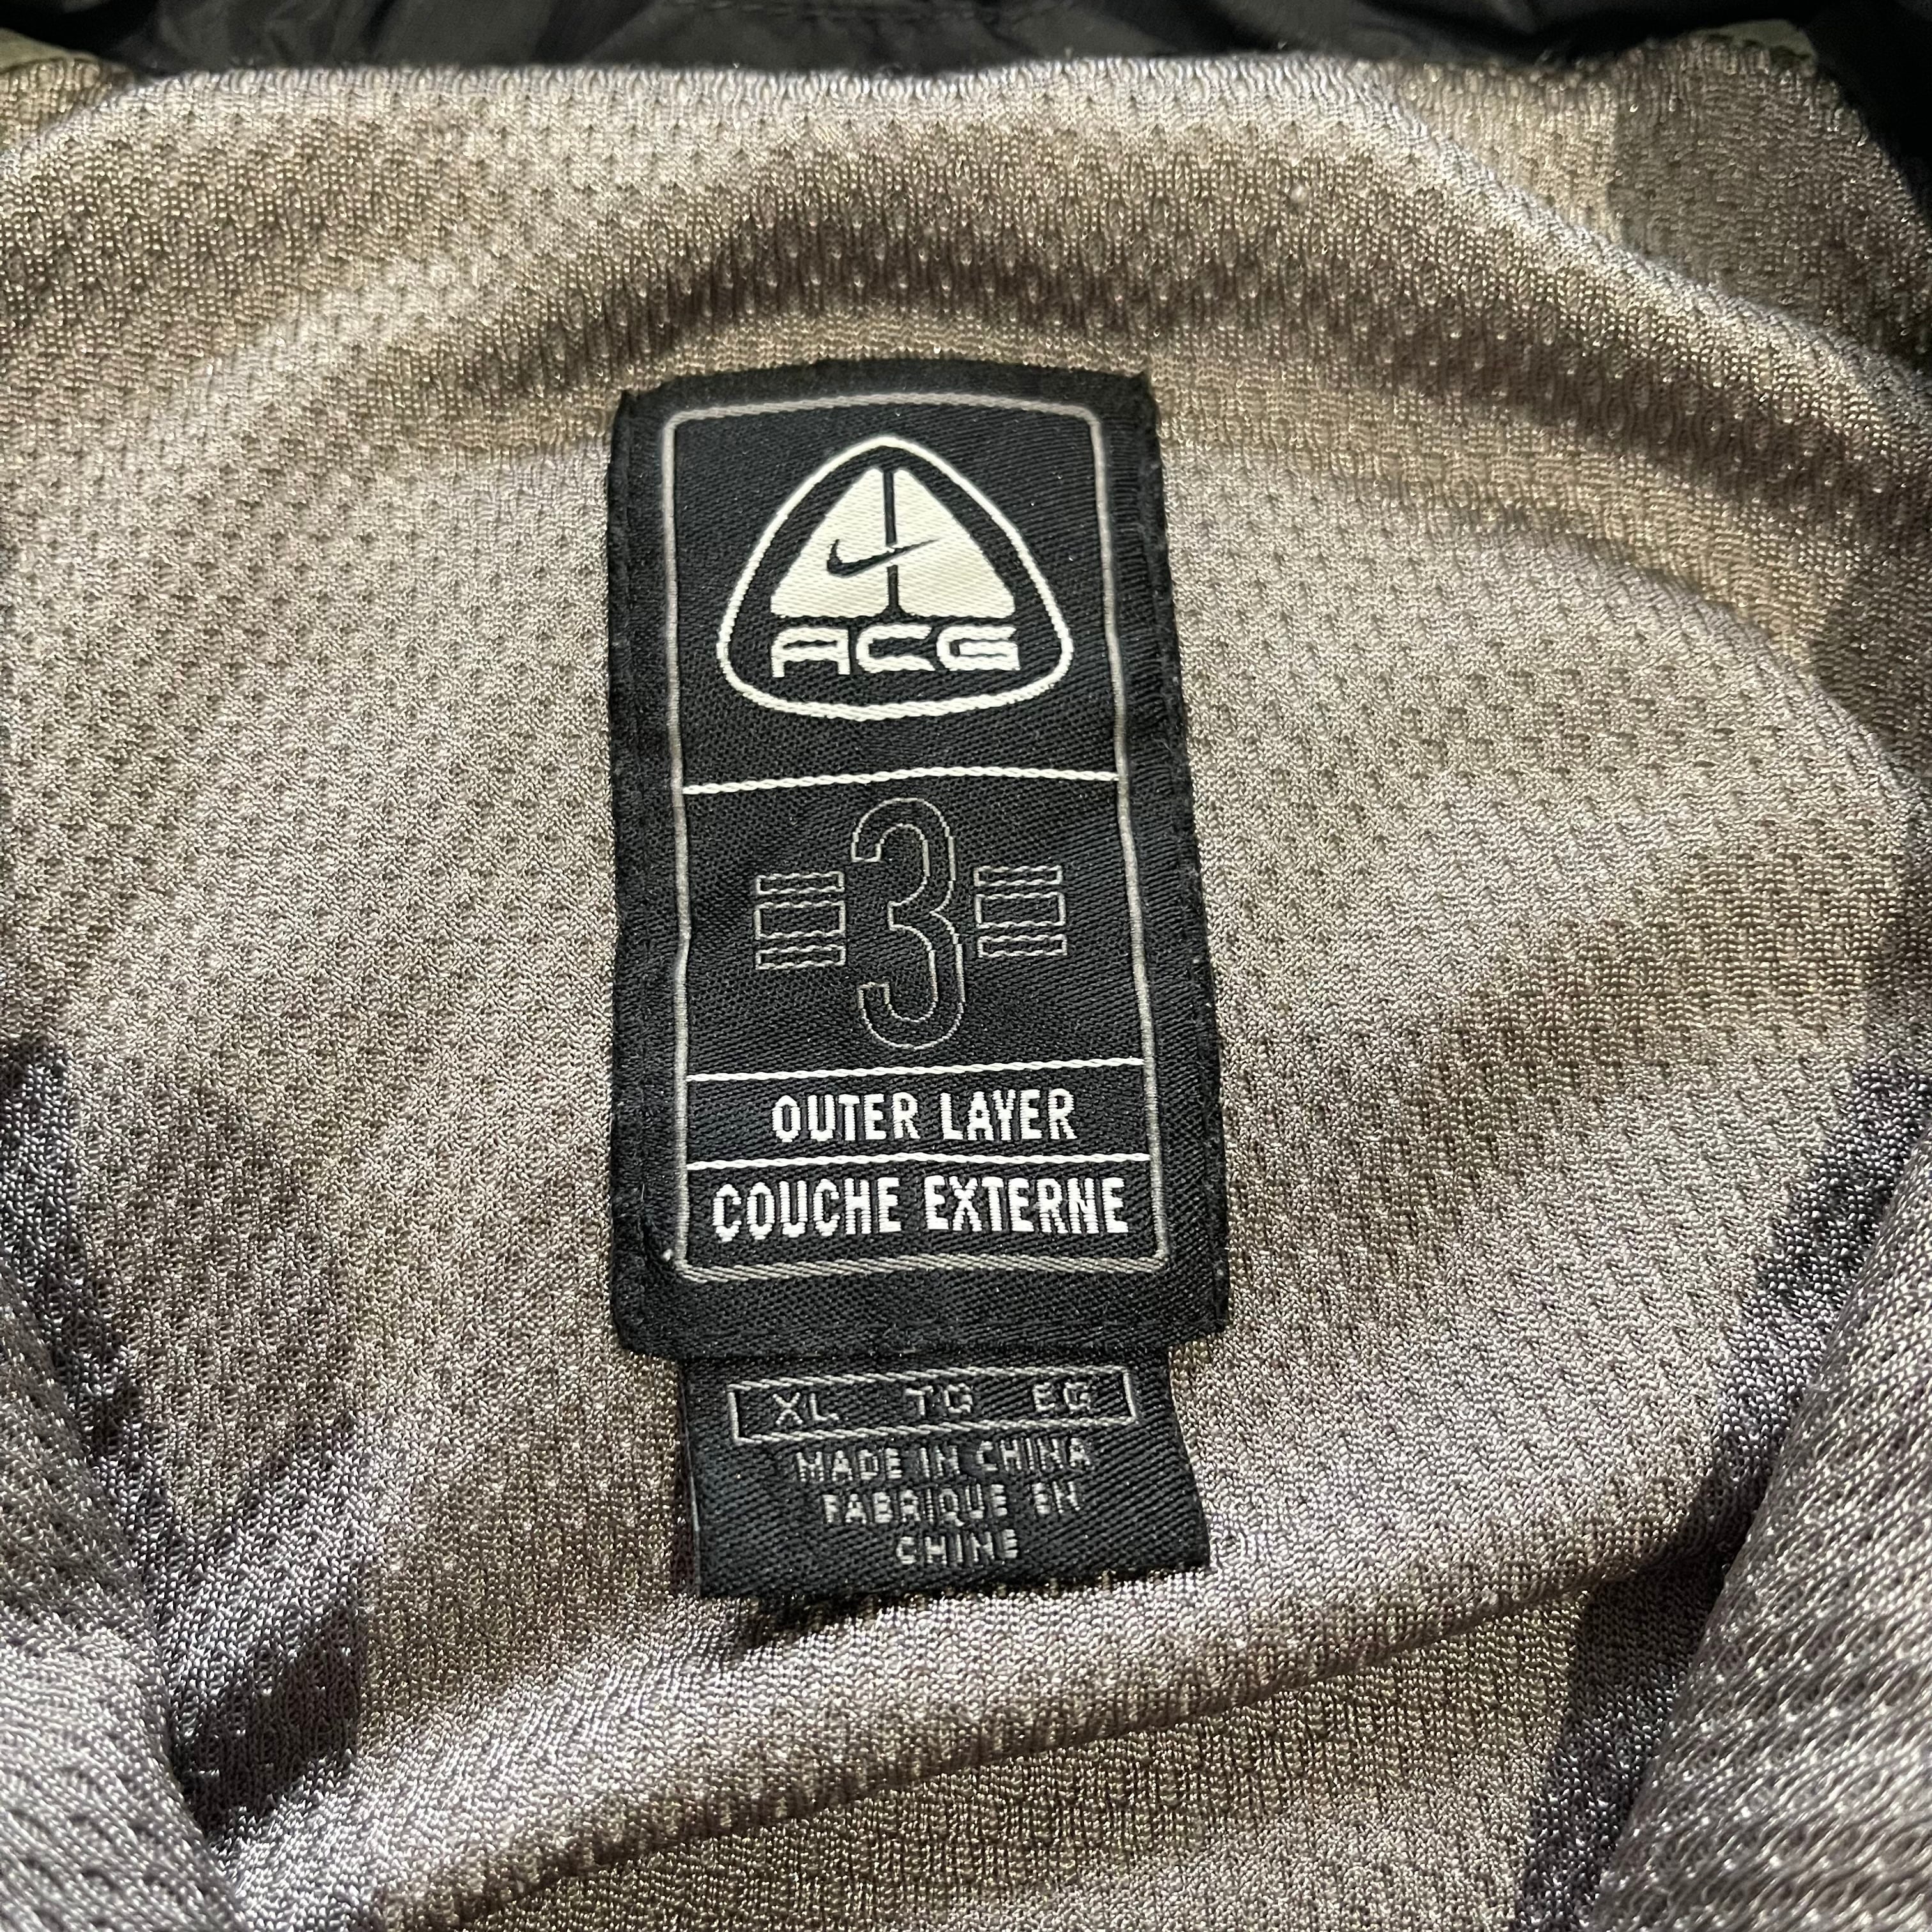 ACG
3
OUTER LAYER
COUCHE EXTERNE
XL TG EG
MADE IN CHINA
FABRIQUE EN
CHINE